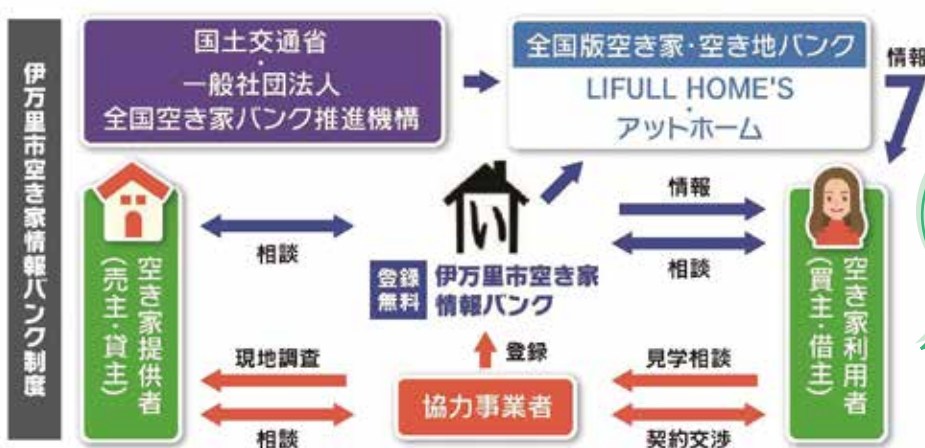 伊万里市空き家情報バンク制度
国土交通省
・
一般社団法人
全国空き家バンク推進機構
全国版空き家・空き地バンク
LIFULL HOME'S
・
アットホーム
情報
空き家提供者
（売主・貸主）
相談
い
登録
無料
伊万里市空き家
情報バンク
情報
相談
空き家利用者
（買主・借主）
現地調査
相談
登録
協力事業者
見学相談
契約交渉